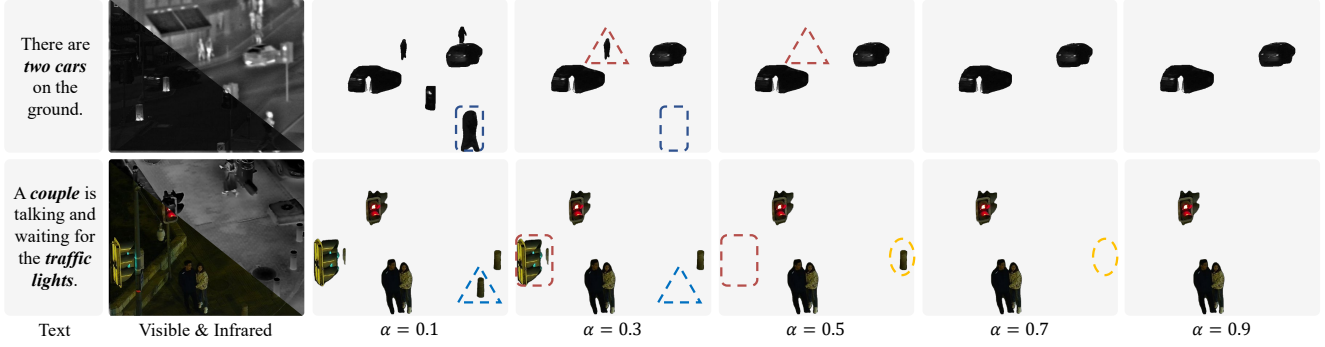 There are
two cars
on the
ground.
A couple is
talking and
waiting for
the traffic
lights.
Text
Visible & Infrared
α = 0.1
α = 0.3
α = 0.5
α = 0.7
α = 0.9